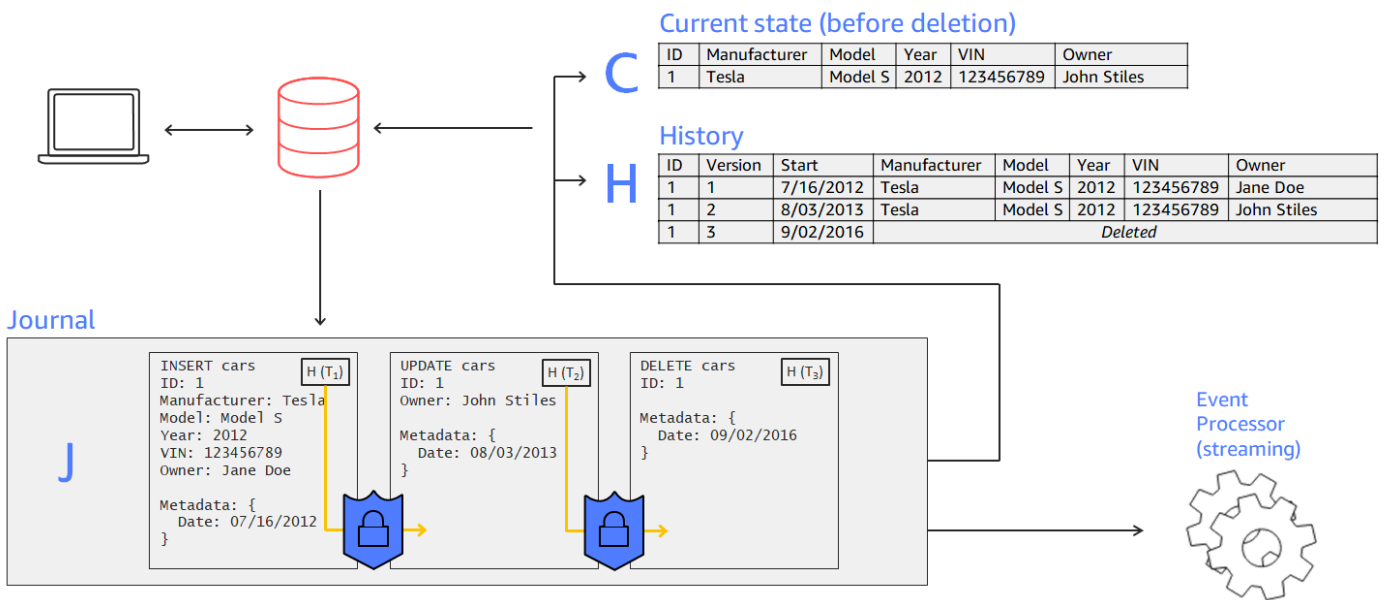 Current state (before deletion)
C
ID Manufacturer Model Year VIN Owner
1 Tesla Model S 2012 123456789 John Stiles
History
H
ID Version Start Manufacturer Model Year VIN Owner
1 1 7/16/2012 Tesla Model S 2012 123456789 Jane Doe
1 2 8/03/2013 Tesla Model S 2012 123456789 John Stiles
1 3 9/02/2016 Deleted
Journal
J
INSERT cars
H (T₁)
ID: 1
Manufacturer: Tesla
Model: Model S
Year: 2012
VIN: 123456789
Owner: Jane Doe
Metadata: {
Date: 07/16/2012
}
UPDATE cars
H (T₂)
ID: 1
Owner: John Stiles
Metadata: {
Date: 08/03/2013
}
DELETE cars
H (T₃)
ID: 1
Metadata: {
Date: 09/02/2016
}
Event
Processor
(streaming)